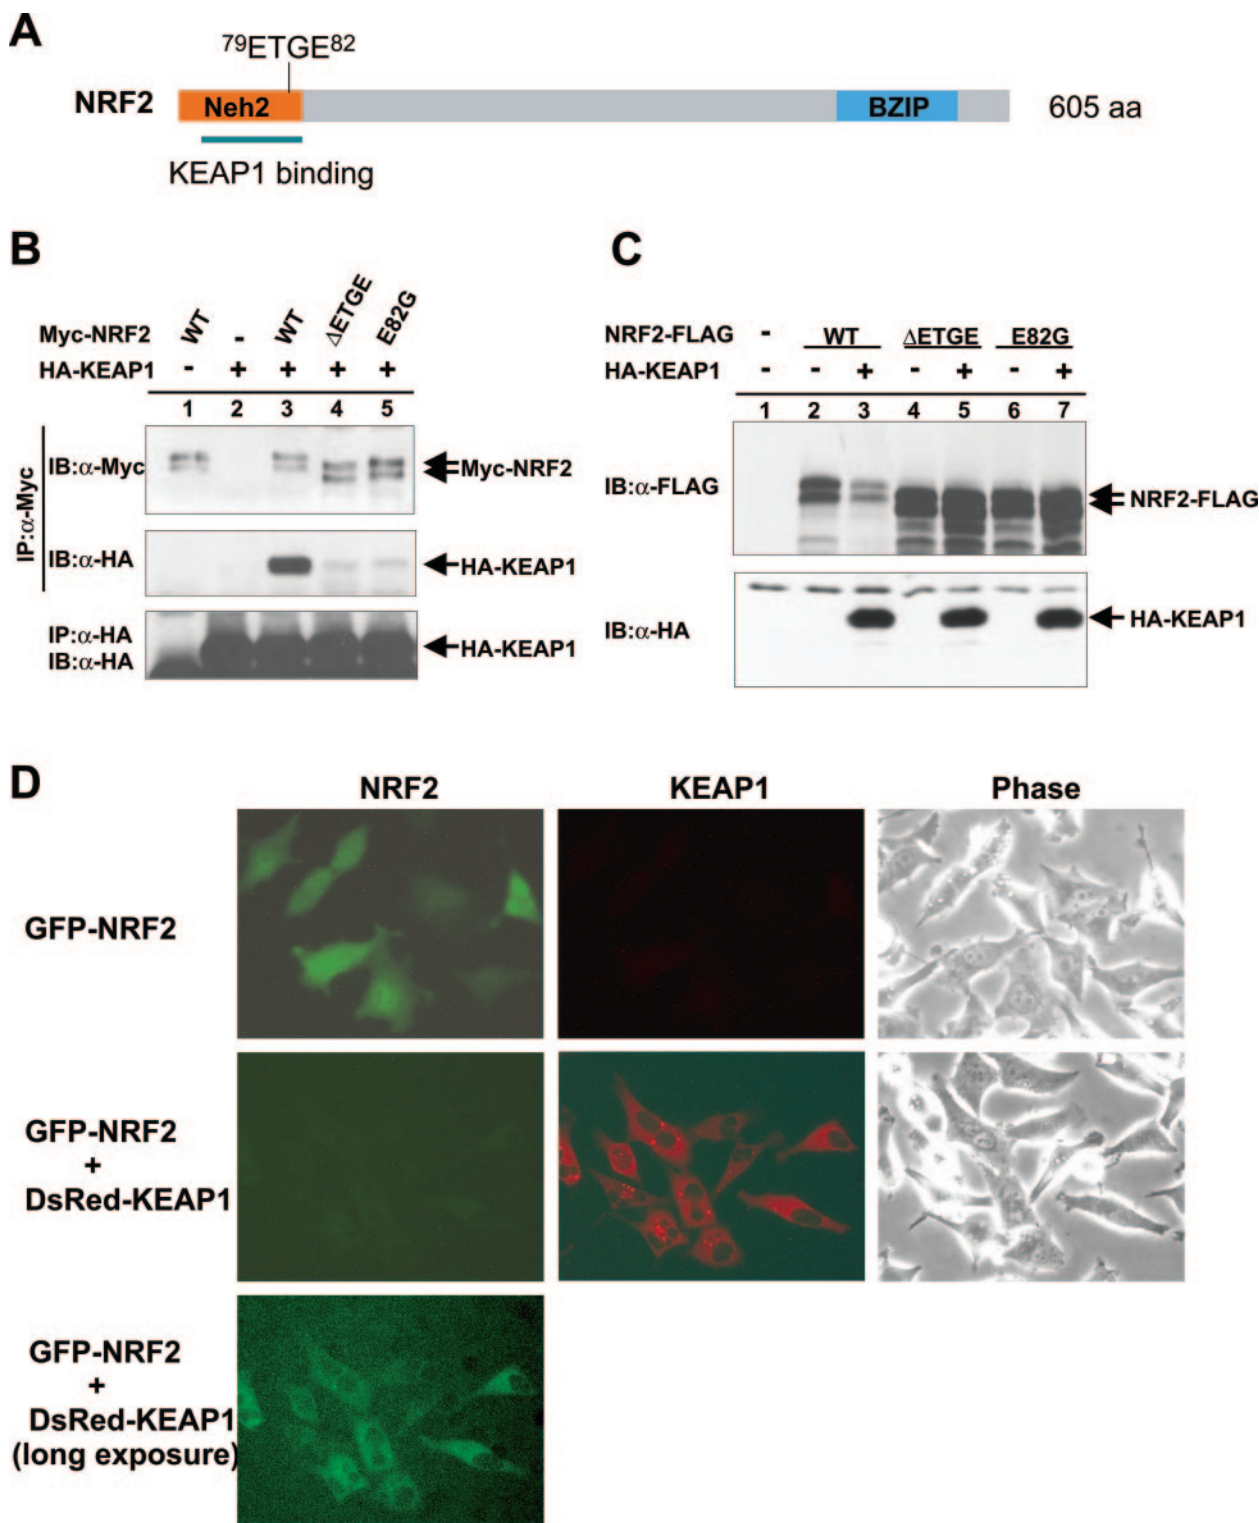 A
79ETGE82
NRF2
Neh2
BZIP
605 aa
KEAP1 binding
B
Myc-NRF2
WT
-
WT
ΔETGE
E82G
HA-KEAP1
- + + + +
1 2 3 4 5
IP:α-Myc
IB:α-Myc
Myc-NRF2
IB:α-HA
HA-KEAP1
IP:α-HA
IB:α-HA
HA-KEAP1
C
NRF2-FLAG - WT ΔETGE E82G
HA-KEAP1 - - + - + - +
1 2 3 4 5 6 7
IB:α-FLAG
NRF2-FLAG
IB:α-HA
HA-KEAP1
D
NRF2 KEAP1 Phase
GFP-NRF2
GFP-NRF2
+
DsRed-KEAP1
GFP-NRF2
+
DsRed-KEAP1
(long exposure)